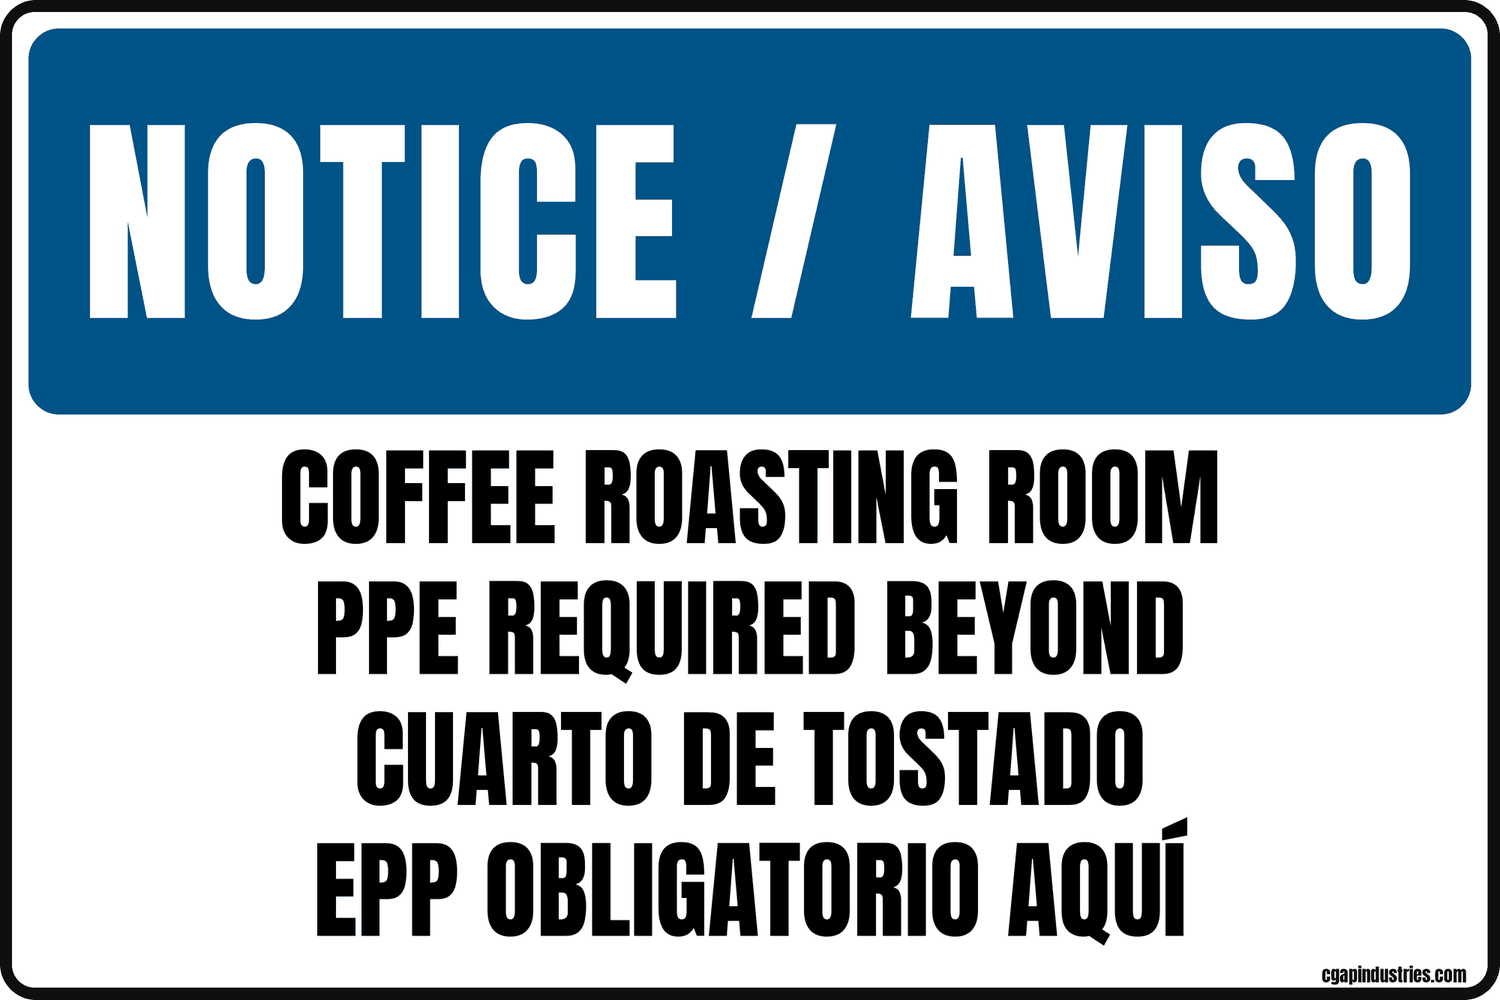 NOTICE / AVISO
COFFEE ROASTING ROOM
PPE REQUIRED BEYOND
CUARTO DE TOSTADO
EPP OBLIGATORIO AQUÍ
cgapindustries.com